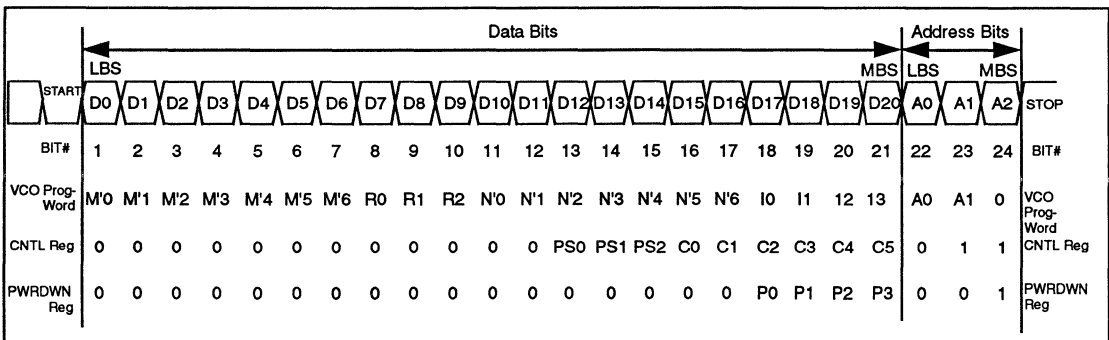 Data Bits Address Bits
LBS MBS LBS MBS
START D0 D1 D2 D3 D4 D5 D6 D7 D8 D9 D10 D11 D12 D13 D14 D15 D16 D17 D18 D19 D20 A0 A1 A2 STOP
BIT# 1 2 3 4 5 6 7 8 9 10 11 12 13 14 15 16 17 18 19 20 21 22 23 24 BIT#
VCO Prog- M'0 M'1 M'2 M'3 M'4 M'5 M'6 R0 R1 R2 N'0 N'1 N'2 N'3 N'4 N'5 N'6 I0 I1 12 13 A0 A1 0 VCO
Word Prog-
Word
CNTL Reg 0 0 0 0 0 0 0 0 0 0 0 0 PS0 PS1 PS2 C0 C1 C2 C3 C4 C5 0 1 1 CNTL Reg
PWRDWN 0 0 0 0 0 0 0 0 0 0 0 0 0 0 0 0 0 P0 P1 P2 P3 0 0 1 PWRDWN
Reg Reg